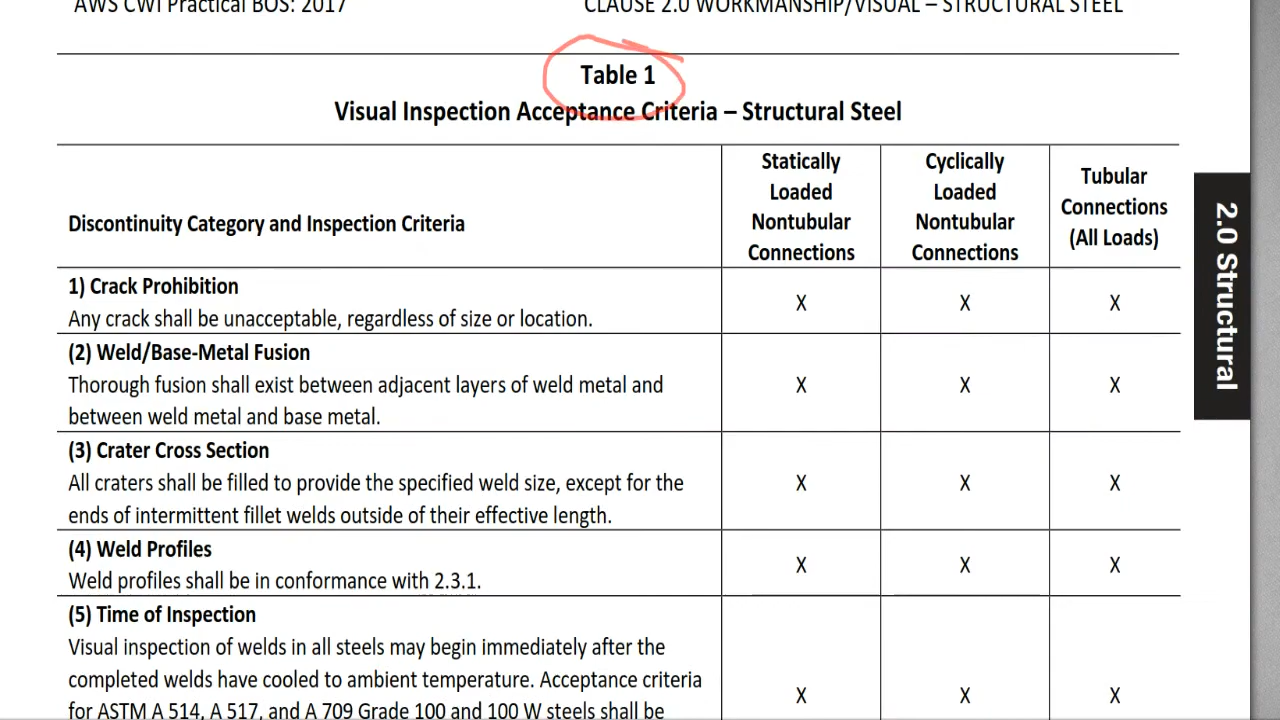 AWS CWI Practical BOS: 2017 CLAUSE 2.0 WORKMANSHIP/VISUAL – STRUCTURAL STEEL
Table 1
Visual Inspection Acceptance Criteria – Structural Steel
Discontinuity Category and Inspection Criteria
Statically
Loaded
Nontubular
Connections
Cyclically
Loaded
Nontubular
Connections
Tubular
Connections
(All Loads)
1) Crack Prohibition
Any crack shall be unacceptable, regardless of size or location.
X X X
(2) Weld/Base-Metal Fusion
Thorough fusion shall exist between adjacent layers of weld metal and
between weld metal and base metal.
X X X
(3) Crater Cross Section
All craters shall be filled to provide the specified weld size, except for the
ends of intermittent fillet welds outside of their effective length.
X X X
(4) Weld Profiles
Weld profiles shall be in conformance with 2.3.1.
X X X
(5) Time of Inspection
Visual inspection of welds in all steels may begin immediately after the
completed welds have cooled to ambient temperature. Acceptance criteria
for ASTM A 514, A 517, and A 709 Grade 100 and 100 W steels shall be
X X X
2.0 Structural